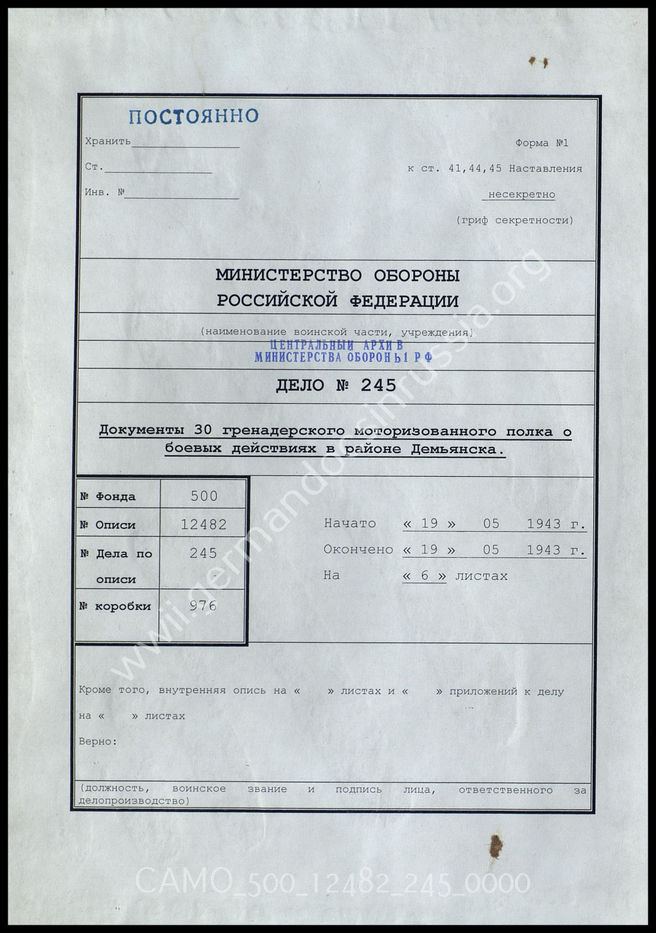 ПОСТОЯННО
Хранить
Форма №1
Ст.
к ст. 41,44,45 Наставления
Инв. №
несекретно
(гриф секретности)
МИНИСТЕРСТВО ОБОРОНЫ
РОССИЙСКОЙ ФЕДЕРАЦИИ
(наименование воинской части, учреждения)
ЦЕНТРАЛЬНЫЙ АРХИВ
МИНИСТЕРСТВА ОБОРОНЫ РФ
ДЕЛО № 245
Документы 30 гренадерского моторизованного полка о
боевых действиях в районе Демьянска.
№ Фонда 500
№ Описи 12482
№ Дела по 245
описи -
№ коробки 976
Начато « 19 » 05 1943 г.
Окончено « 19 » 05 1943 г.
На « 6 » листах
Кроме того, внутренняя опись на « » листах и « » приложений к делу
на « » листах
Верно:
(должность, воинское звание и подпись лица, ответственного за
делопроизводство)
www.germandocsinrussia.org
CAMO_500_12482_245_0000